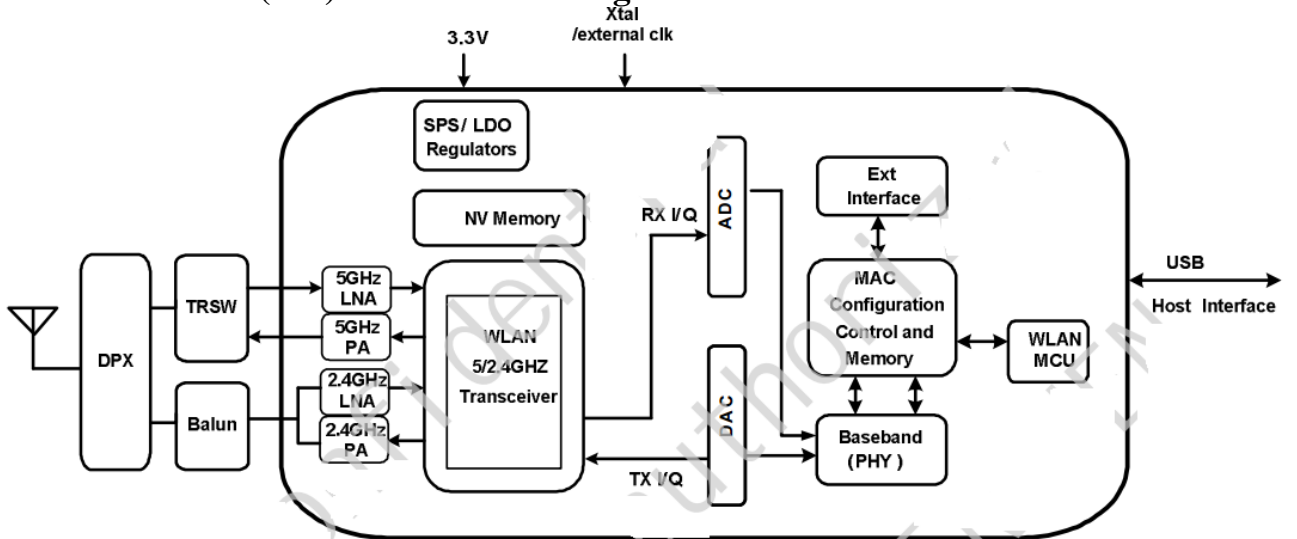 Xtal
/external clk
3.3V
SPS/ LDO
Regulators
NV Memory
RX I/Q
ADC
Ext
Interface
5GHz
LNA
5GHz
PA
2.4GHz
LNA
2.4GHz
PA
TRSW
DPX
Balun
WLAN
5/2.4GHZ
Transceiver
MAC
Configuration
Control and
Memory
WLAN
MCU
USB
Host Interface
DAC
TX I/Q
Baseband
(PHY )